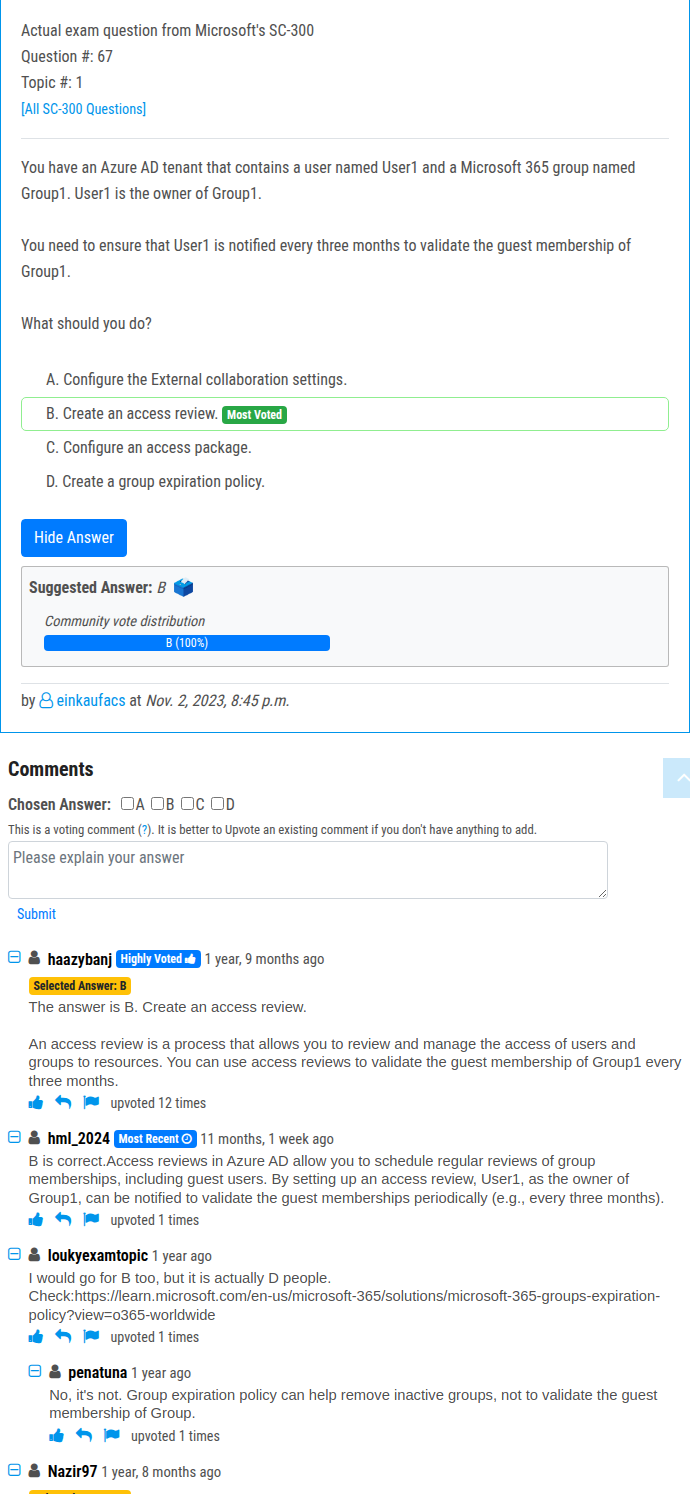 Actual exam question from Microsoft's SC-300
Question #: 67
Topic #: 1
[All SC-300 Questions]
You have an Azure AD tenant that contains a user named User1 and a Microsoft 365 group named
Group1. User1 is the owner of Group1.
You need to ensure that User1 is notified every three months to validate the guest membership of
Group1.
What should you do?
A. Configure the External collaboration settings.
B. Create an access review. Most Voted
C. Configure an access package.
D. Create a group expiration policy.
Hide Answer
Suggested Answer: B
Community vote distribution
B (100%)
by einkaufacs at Nov. 2, 2023, 8:45 p.m.
Comments
Chosen Answer: A B C D
This is a voting comment (?). It is better to Upvote an existing comment if you don't have anything to add.
Please explain your answer
Submit
haazybanj Highly Voted 1 year, 9 months ago
Selected Answer: B
The answer is B. Create an access review.
An access review is a process that allows you to review and manage the access of users and
groups to resources. You can use access reviews to validate the guest membership of Group1 every
three months.
upvoted 12 times
hml_2024 Most Recent 11 months, 1 week ago
B is correct.Access reviews in Azure AD allow you to schedule regular reviews of group
memberships, including guest users. By setting up an access review, User1, as the owner of
Group1, can be notified to validate the guest memberships periodically (e.g., every three months).
upvoted 1 times
loukyexamtopic 1 year ago
I would go for B too, but it is actually D people.
Check:https://learn.microsoft.com/en-us/microsoft-365/solutions/microsoft-365-groups-expiration-
policy?view=o365-worldwide
upvoted 1 times
penatuna 1 year ago
No, it's not. Group expiration policy can help remove inactive groups, not to validate the guest
membership of Group.
upvoted 1 times
Nazir97 1 year, 8 months ago